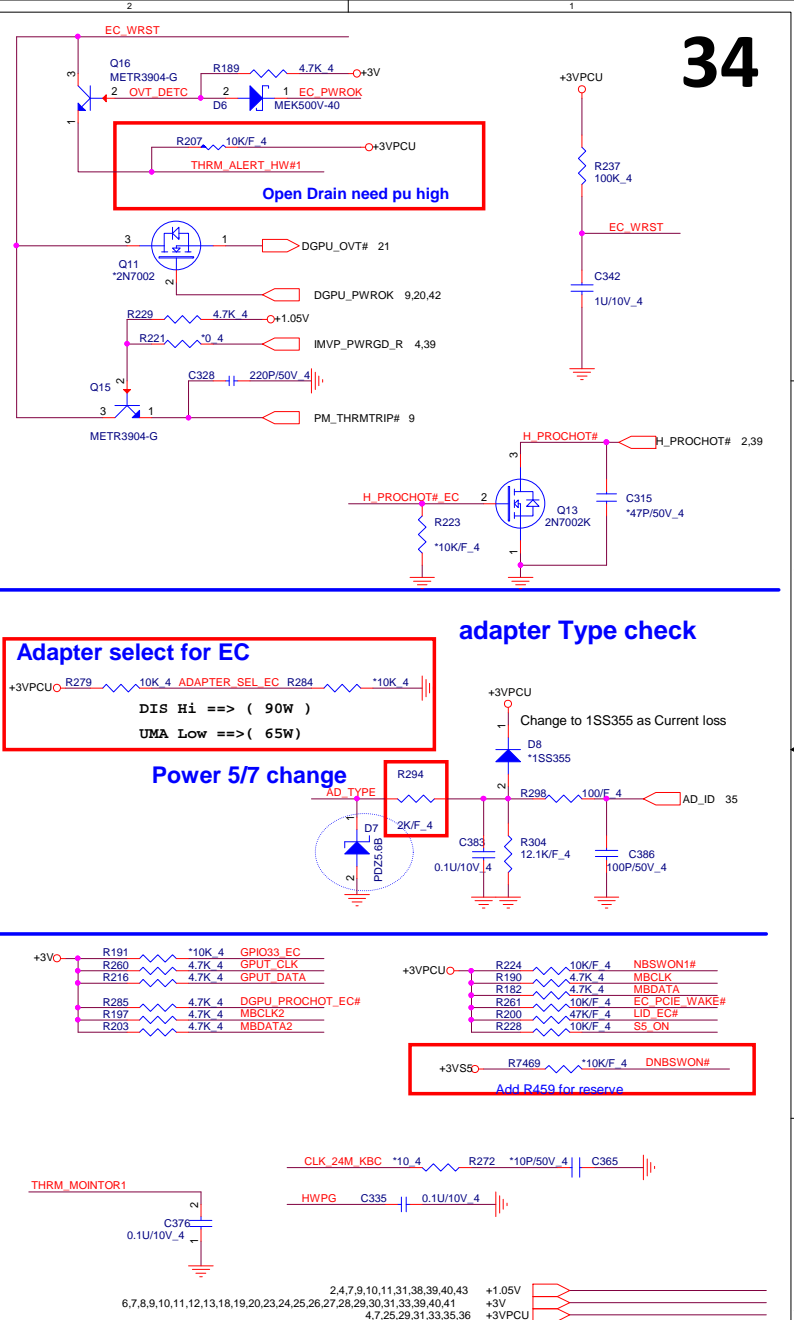 2
1
34
EC_WRST
Q16
METR3904-G
3
2
1
OVT_DETC
R189
4.7K_4
+3V
2
D6
1
EC_PWROK
MEK500V-40
R207
10K/F_4
+3VPCU
THRM_ALERT_HW#1
Open Drain need pu high
3
1
2
Q11
*2N7002
DGPU_OVT# 21
DGPU_PWROK 9,20,42
R229
4.7K_4
+1.05V
R221
*0_4
IMVP_PWRGD_R 4,39
Q15
2
3
1
METR3904-G
C328
220P/50V_4
PM_THRMTRIP# 9
+3VPCU
R237
100K_4
EC_WRST
C342
1U/10V_4
H_PROCHOT#
H_PROCHOT# 2,39
3
H_PROCHOT#_EC
2
Q13
2N7002K
1
R223
*10K/F_4
C315
*47P/50V_4
Adapter select for EC
+3VPCU
R279
10K_4
ADAPTER_SEL_EC
R284
*10K_4
DIS Hi ==> ( 90W )
UMA Low ==>( 65W)
adapter Type check
Power 5/7 change
+3VPCU
Change to 1SS355 as Current loss
1
D8
*1SS355
2
AD_TYPE
R294
2K/F_4
R298
100/F_4
AD_ID 35
1
D7
PDZ5.6B
2
C383
0.1U/10V_4
R304
12.1K/F_4
C386
100P/50V_4
+3V
R191 *10K_4 GPIO33_EC
R260 4.7K_4 GPUT_CLK
R216 4.7K_4 GPUT_DATA
R285 4.7K_4 DGPU_PROCHOT_EC#
R197 4.7K_4 MBCLK2
R203 4.7K_4 MBDATA2
+3VPCU
R224 10K/F_4 NBSWON1#
R190 4.7K_4 MBCLK
R182 4.7K_4 MBDATA
R261 10K/F_4 EC_PCIE_WAKE#
R200 47K/F_4 LID_EC#
R228 10K/F_4 S5_ON
+3VS5 R7469 *10K/F_4 DNBSWON#
Add R459 for reserve
CLK_24M_KBC *10_4 R272 *10P/50V_4 C365
HWPG C335 0.1U/10V_4
THRM_MOINTOR1
2
C376
0.1U/10V_4
1
2,4,7,9,10,11,31,38,39,40,43 +1.05V
6,7,8,9,10,11,12,13,18,19,20,23,24,25,26,27,28,29,30,31,33,39,40,41 +3V
4,7,25,29,31,33,35,36 +3VPCU